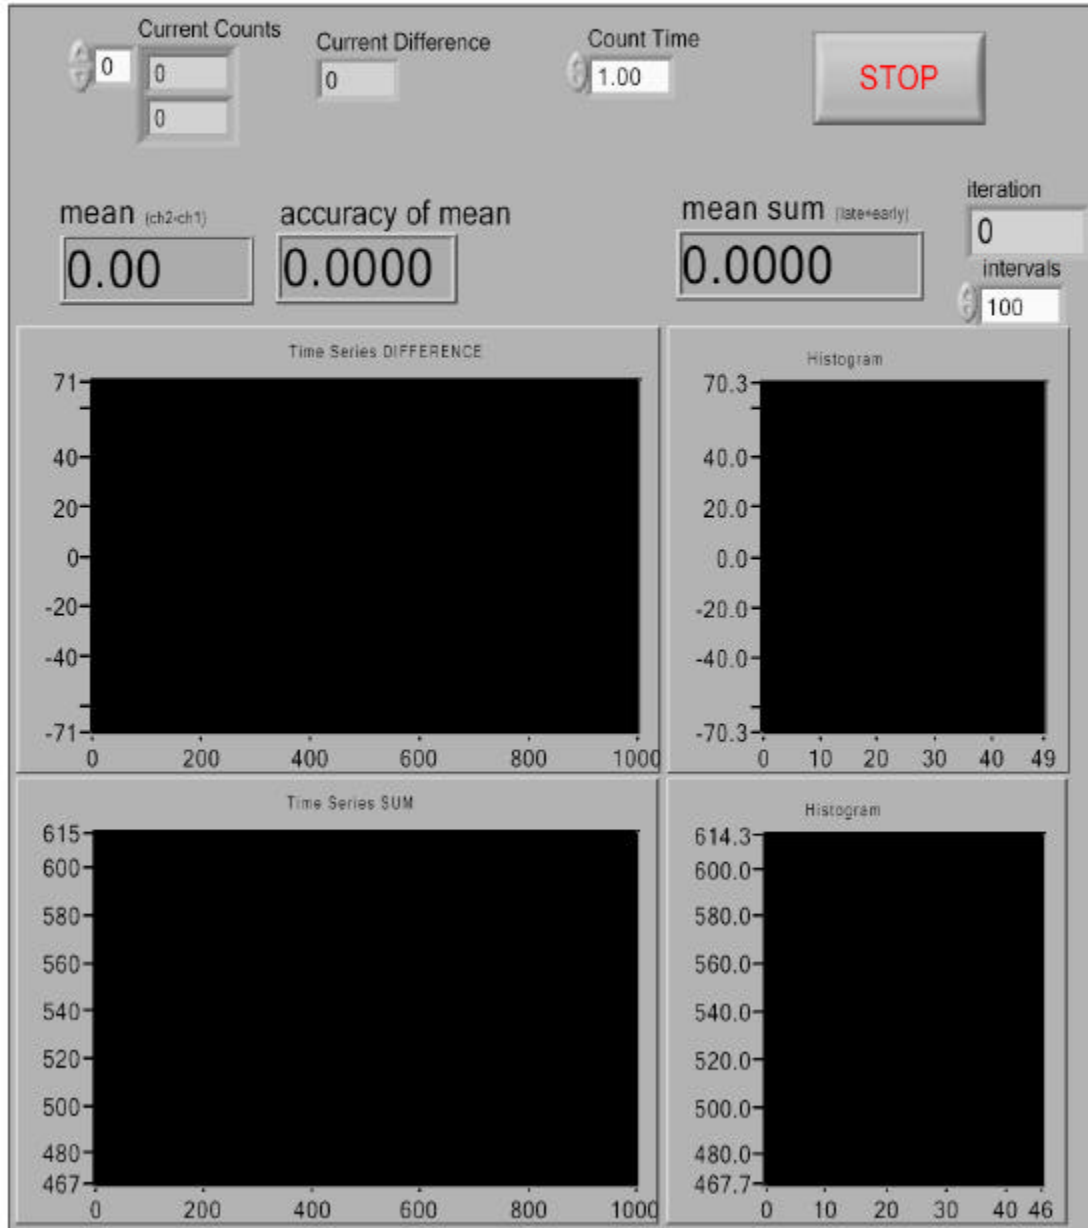 Current Counts
Current Difference
Count Time
0
0
0
0
1.00
STOP
mean (ch2-ch1)
accuracy of mean
mean sum (late+early)
iteration
0.00
0.0000
0.0000
0
intervals
100
Time Series DIFFERENCE
71
40
20
0
-20
-40
-71
0 200 400 600 800 1000
Histogram
70.3
40.0
20.0
0.0
-20.0
-40.0
-70.3
0 10 20 30 40 49
Time Series SUM
615
600
580
560
540
520
500
480
467
0 200 400 600 800 1000
Histogram
614.3
600.0
580.0
560.0
540.0
520.0
500.0
480.0
467.7
0 10 20 30 40 46